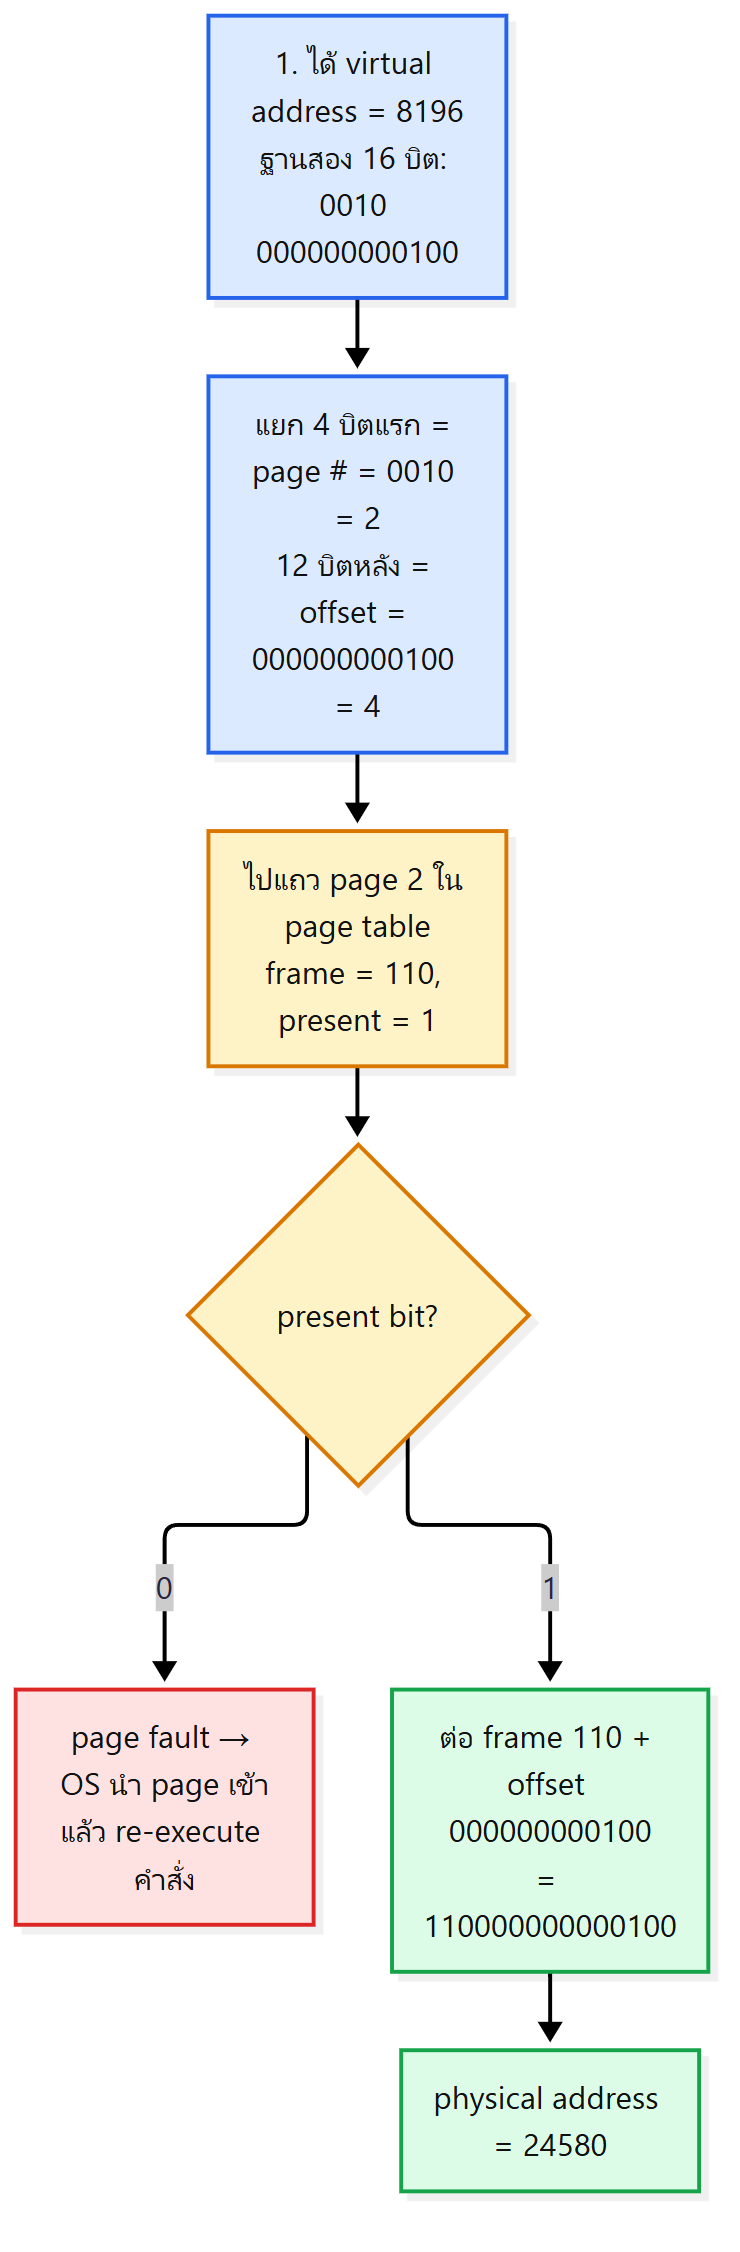 1. ได้ virtual
address = 8196
ฐานสอง 16 บิต:
0010
000000000100
แยก 4 บิตแรก =
page # = 0010
= 2
12 บิตหลัง =
offset =
000000000100
= 4
ไปแถว page 2 ใน
page table
frame = 110,
present = 1
present bit?
0
1
page fault →
OS นำ page เข้า
แล้ว re-execute
คำสั่ง
ต่อ frame 110 +
offset
000000000100
=
110000000000100
physical address
= 24580